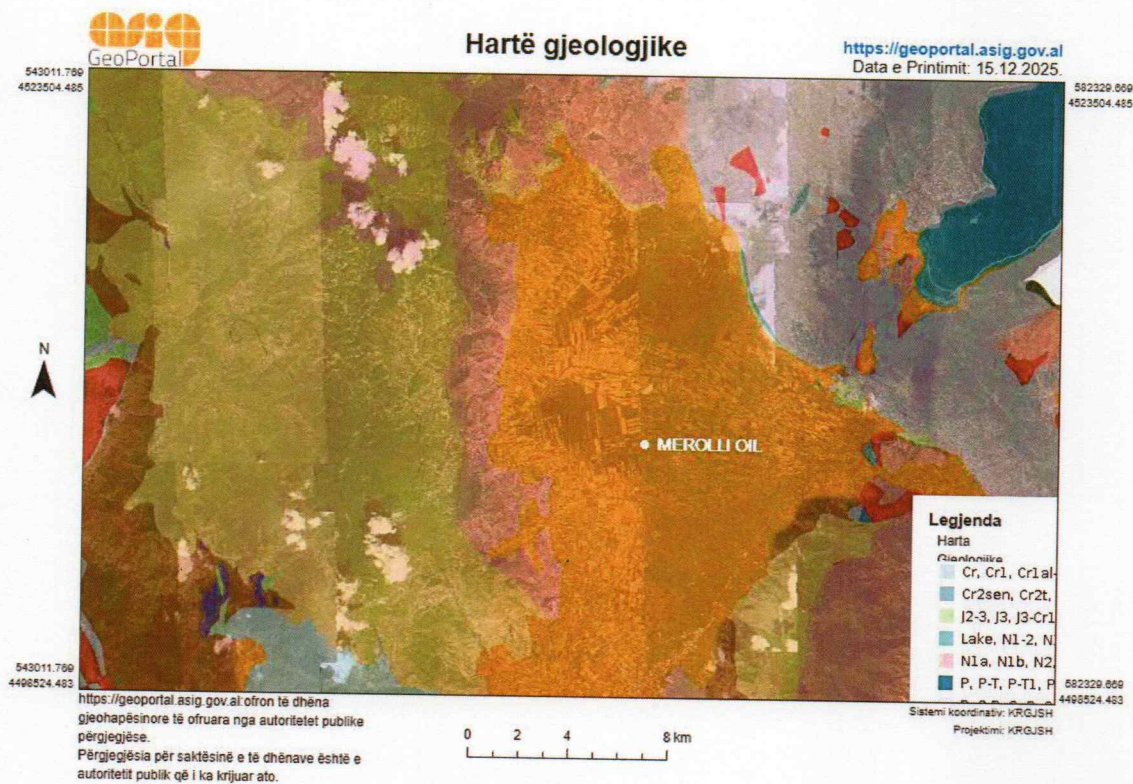 asig
GeoPortal
Hartë gjeologjike
https://geoportal.asig.gov.al
Data e Printimit: 15.12.2025.
543011.769
4523504.485
582329.669
4523504.485
N
MEROLLI OIL
Legjenda
Harta
Gjeologjike
Cr, Cr1, Cr1al-
Cr2sen, Cr2t,
J2-3, J3, J3-Cr1
Lake, N1-2, N
N1a, N1b, N2,
P, P-T, P-T1, P
543011.769
4498524.483
582329.669
4498524.483
https://geoportal.asig.gov.al ofron të dhëna
gjeohapësinore të ofruara nga autoritetet publike
përgjegjëse.
Përgjegjësia për saktësinë e të dhënave është e
autoritetit publik që i ka krijuar ato.
0 2 4 8 km
Sistemi koordinativ: KRGJSH
Projektimi: KRGJSH